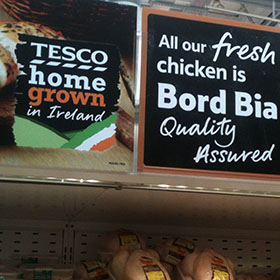 TESCO
home
grown
in Ireland
All our fresh
chicken is
Bord Bia
Quality
Assured